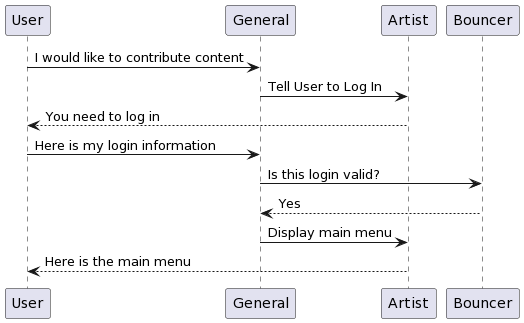 User General Artist Bouncer
I would like to contribute content
Tell User to Log In
You need to log in
Here is my login information
Is this login valid?
Yes
Display main menu
Here is the main menu
User General Artist Bouncer